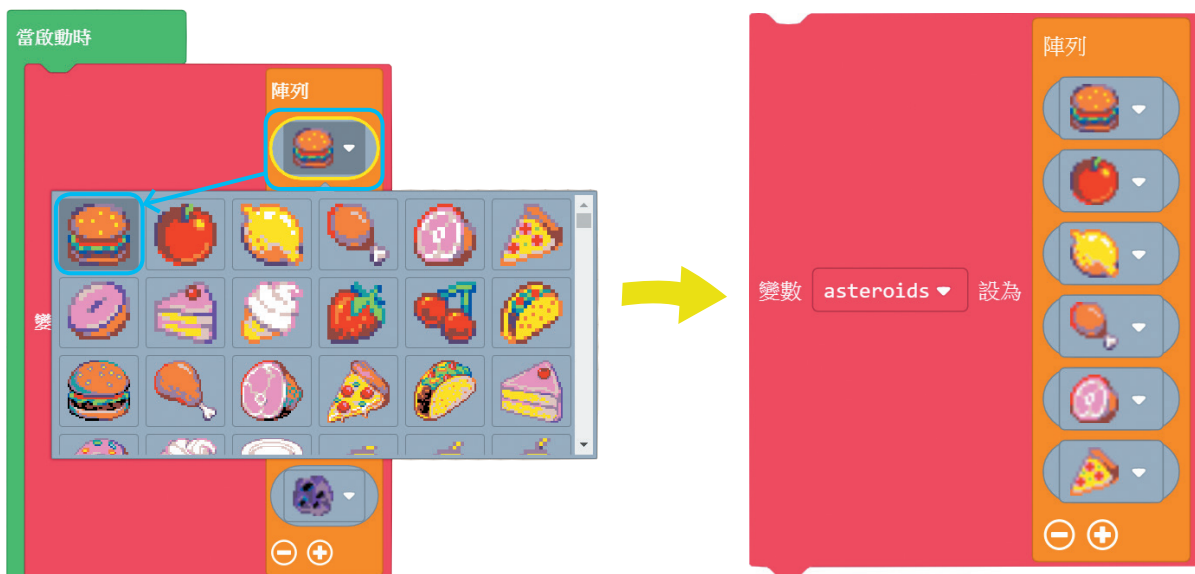 當啟動時
陣列
變
陣列
變數 asteroids 設為